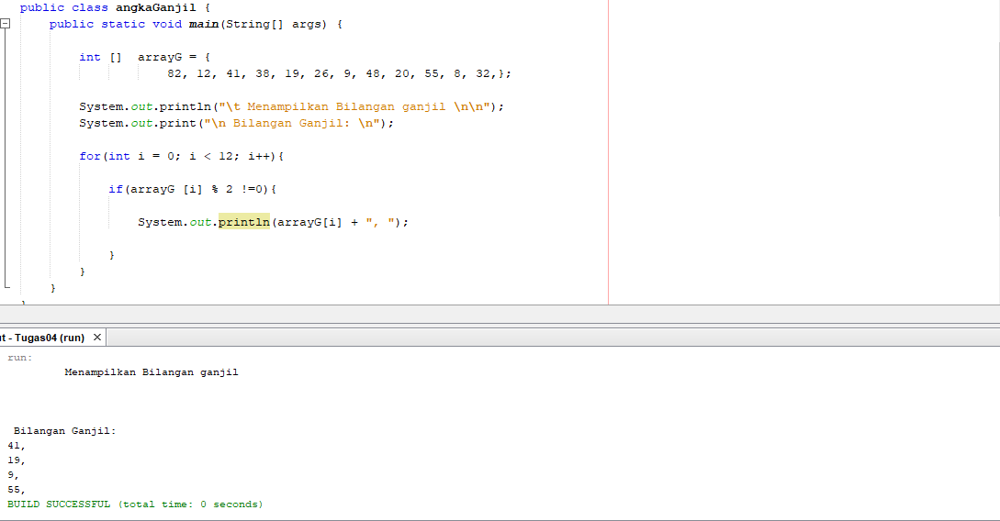 public class angkaGanjil {
public static void main(String[] args) {
int []  arrayG = {
82, 12, 41, 38, 19, 26, 9, 48, 20, 55, 8, 32,};
System.out.println("\t Menampilkan Bilangan ganjil \n\n");
System.out.print("\n Bilangan Ganjil: \n");
for(int i = 0; i < 12; i++){
if(arrayG [i] % 2 !=0){
System.out.println(arrayG[i] + ", ");
}
}
}
ut - Tugas04 (run) ×
run:
Menampilkan Bilangan ganjil
Bilangan Ganjil:
41,
19,
9,
55,
BUILD SUCCESSFUL (total time: 0 seconds)